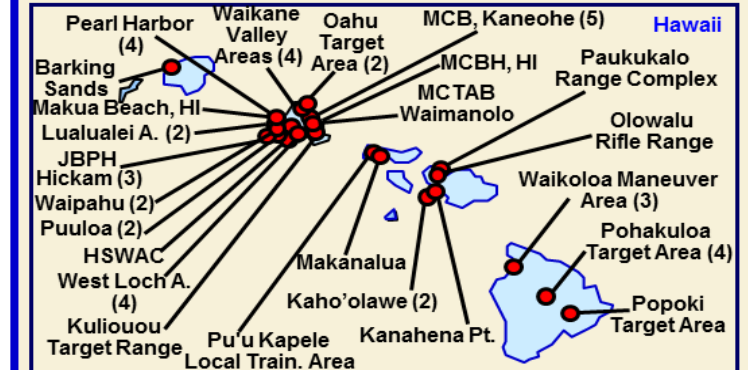 Hawaii
Pearl Harbor
(4)
Waikane
Valley
Areas (4)
Oahu
Target
Area (2)
MCB, Kaneohe (5)
MCBH, HI
MCTAB
Waimanolo
Paukukalo
Range Complex
Olowalu
Rifle Range
Barking
Sands
Makua Beach, HI
Lualualei A. (2)
JBPH
Hickam (3)
Waipahu (2)
Puuloa (2)
HSWAC
West Loch A.
(4)
Kuliouou
Target Range
Pu'u Kapele
Local Train. Area
Makanalua
Kaho'olawe (2)
Kanahena Pt.
Waikoloa Maneuver
Area (3)
Pohakuloa
Target Area (4)
Popoki
Target Area